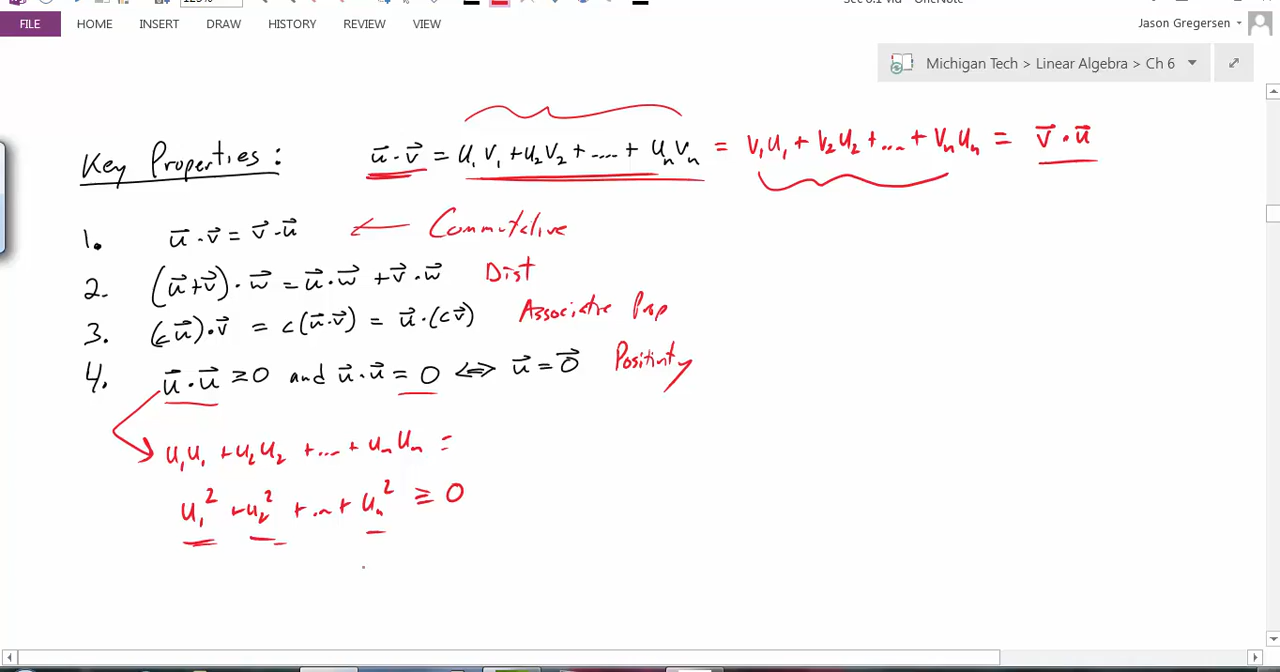 FILE HOME INSERT DRAW HISTORY REVIEW VIEW Jason Gregersen
Michigan Tech > Linear Algebra > Ch 6
Key Properties: u⃗ · v⃗ = u₁v₁ + u₂v₂ + .... + uₙvₙ = v₁u₁ + v₂u₂ + .... + vₙuₙ = v⃗ · u⃗
1. u⃗ · v⃗ = v⃗ · u⃗ ← Commutative
2. (u⃗ + v⃗) · w⃗ = u⃗ · w⃗ + v⃗ · w⃗ Dist
3. (cu⃗) · v⃗ = c(u⃗ · v⃗) = u⃗ · (cv⃗) Associative Prop
4. u⃗ · u⃗ ≥ 0 and u⃗ · u⃗ = 0 ⇔ u⃗ = 0⃗ Positivity
u₁u₁ + u₂u₂ + .... + uₙuₙ =
u₁² + u₂² + ... + uₙ² ≥ 0